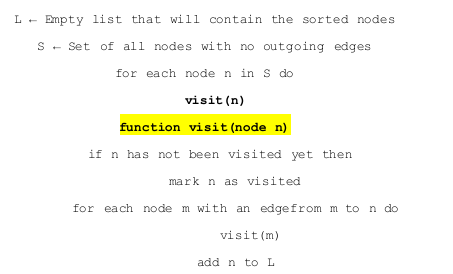 L ← Empty list that will contain the sorted nodes
S ← Set of all nodes with no outgoing edges
for each node n in S do
visit(n)
function visit(node n)
if n has not been visited yet then
mark n as visited
for each node m with an edgefrom m to n do
visit(m)
add n to L